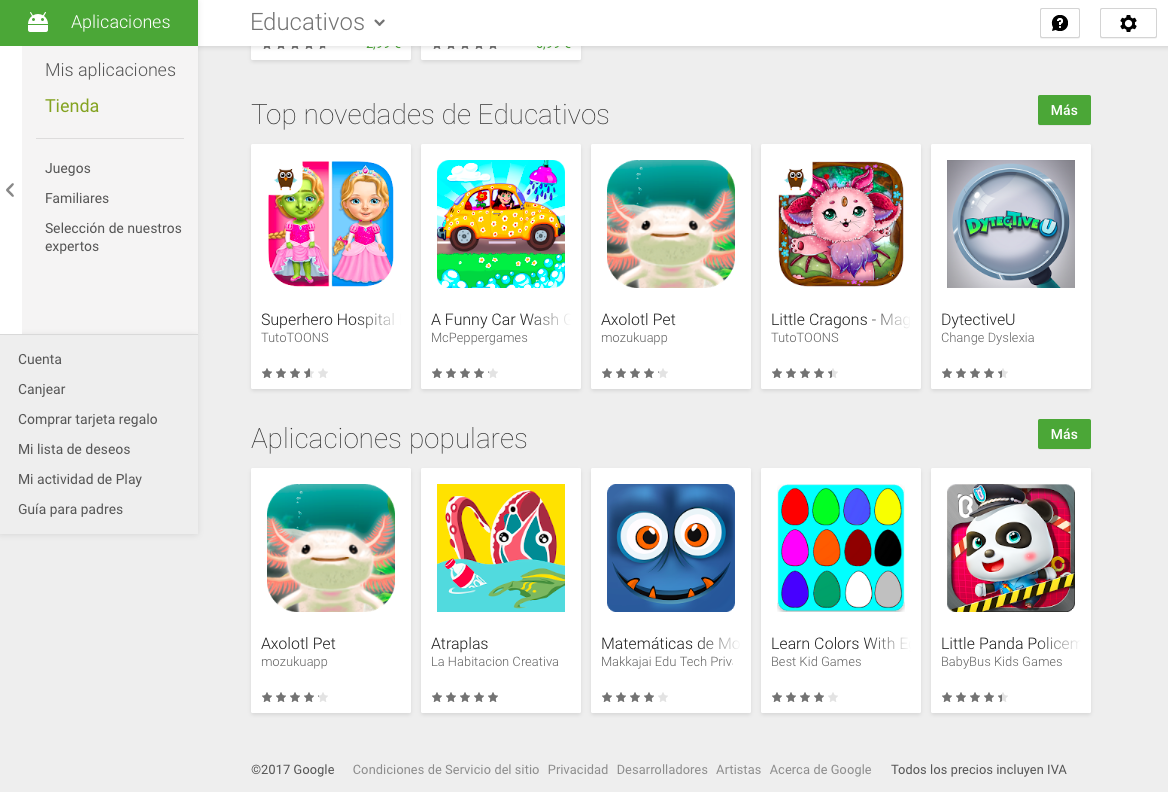 Aplicaciones
Educativos
2,99 €
Mis aplicaciones
Tienda
Juegos
Familiares
Selección de nuestros
expertos
Cuenta
Canjear
Comprar tarjeta regalo
Mi lista de deseos
Mi actividad de Play
Guía para padres
Top novedades de Educativos
Más
DYTECTIVEU
Superhero Hospital
TutoTOONS
A Funny Car Wash
McPeppergames
Axolotl Pet
mozukuapp
Little Cragons - Mag
TutoTOONS
DytectiveU
Change Dyslexia
Aplicaciones populares
Más
Axolotl Pet
mozukuapp
Atraplas
La Habitacion Creativa
Matemáticas de Mo
Makkajai Edu Tech Priv
Learn Colors With E
Best Kid Games
Little Panda Policem
BabyBus Kids Games
©2017 Google
Condiciones de Servicio del sitio
Privacidad
Desarrolladores
Artistas
Acerca de Google
Todos los precios incluyen IVA